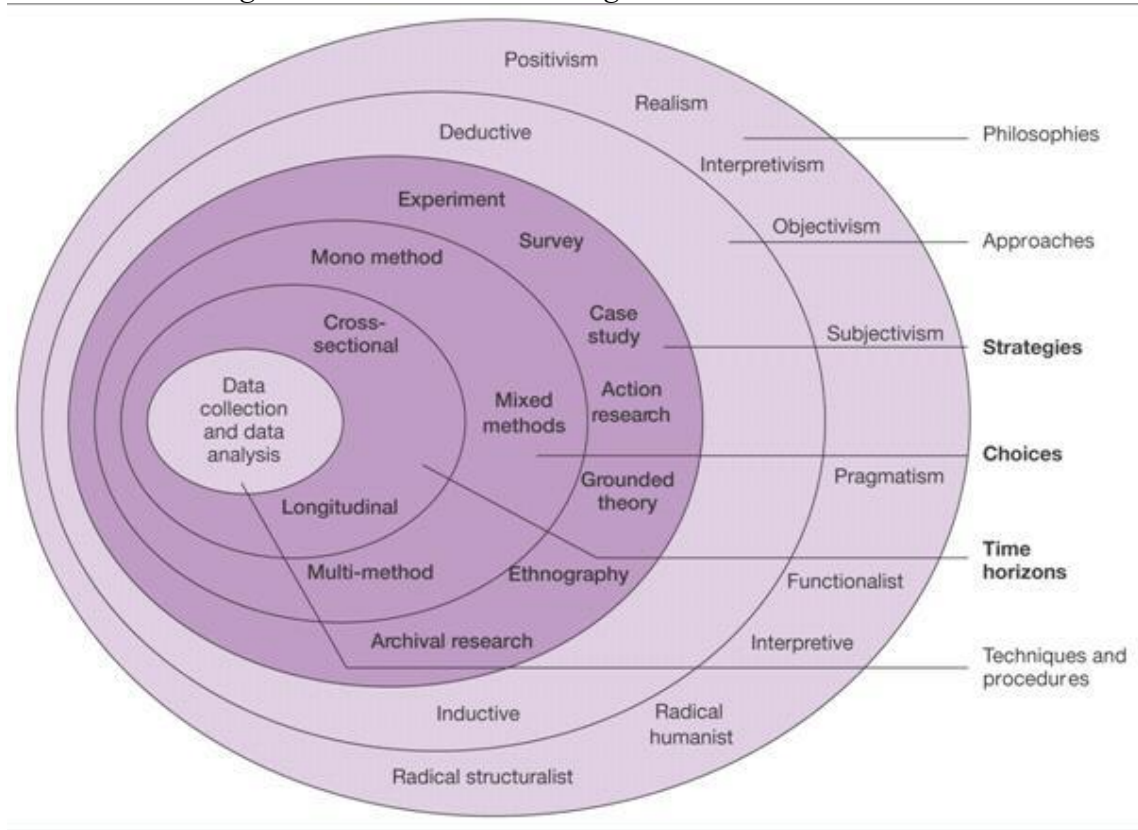 Positivism
Realism
Philosophies
Deductive
Interpretivism
Experiment
Objectivism
Approaches
Survey
Mono method
Case
study
Cross-
sectional
Subjectivism
Strategies
Data
collection
and data
analysis
Mixed
methods
Action
research
Choices
Pragmatism
Grounded
theory
Longitudinal
Time
horizons
Multi-method
Ethnography
Functionalist
Archival research
Interpretive
Techniques and
procedures
Inductive
Radical
humanist
Radical structuralist